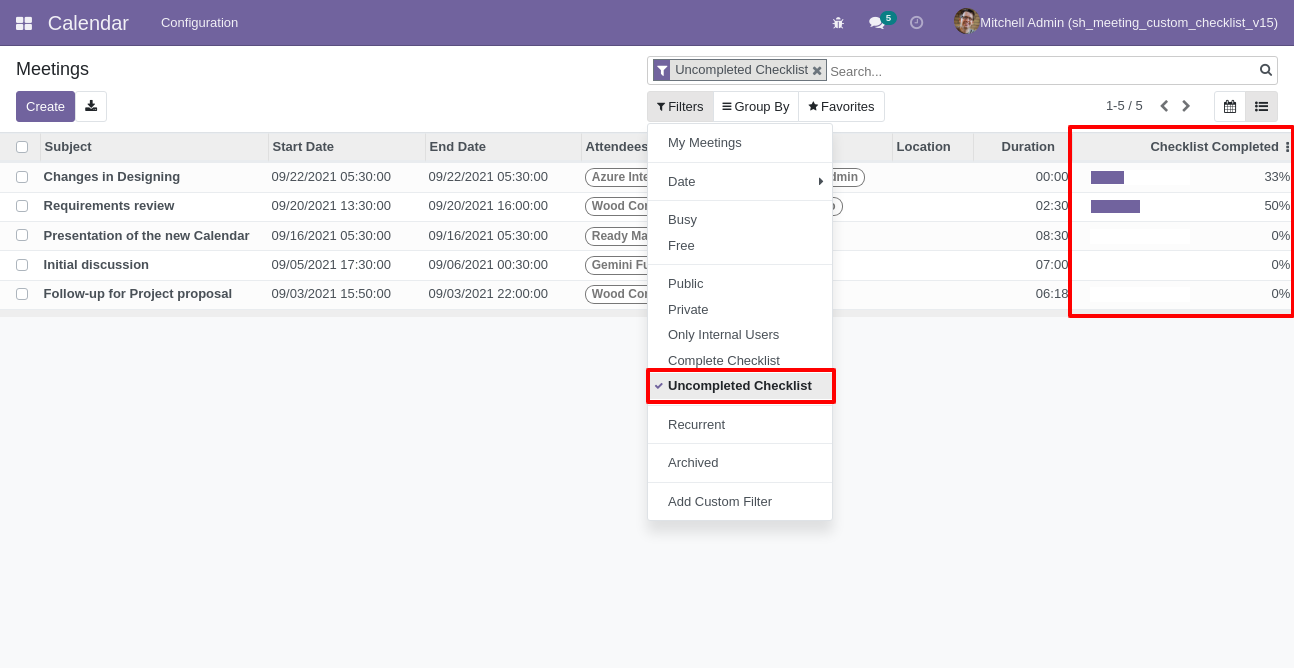 Calendar Configuration 5 Mitchell Admin (sh_meeting_custom_checklist_v15)
Meetings Uncompleted Checklist Search...
Create Filters Group By Favorites 1-5 / 5
Subject Start Date End Date Attendees Location Duration Checklist Completed
Changes in Designing 09/22/2021 05:30:00 09/22/2021 05:30:00 00:00 33%
Requirements review 09/20/2021 13:30:00 09/20/2021 16:00:00 Wood 02:30 50%
Presentation of the new Calendar 09/16/2021 05:30:00 09/16/2021 05:30:00 Ready 08:30 0%
Initial discussion 09/05/2021 17:30:00 09/06/2021 00:30:00 Gemini 07:00 0%
Follow-up for Project proposal 09/03/2021 15:50:00 09/03/2021 22:00:00 Wood 06:18 0%
My Meetings
Date
Busy
Free
Public
Private
Only Internal Users
Complete Checklist
Uncompleted Checklist
Recurrent
Archived
Add Custom Filter